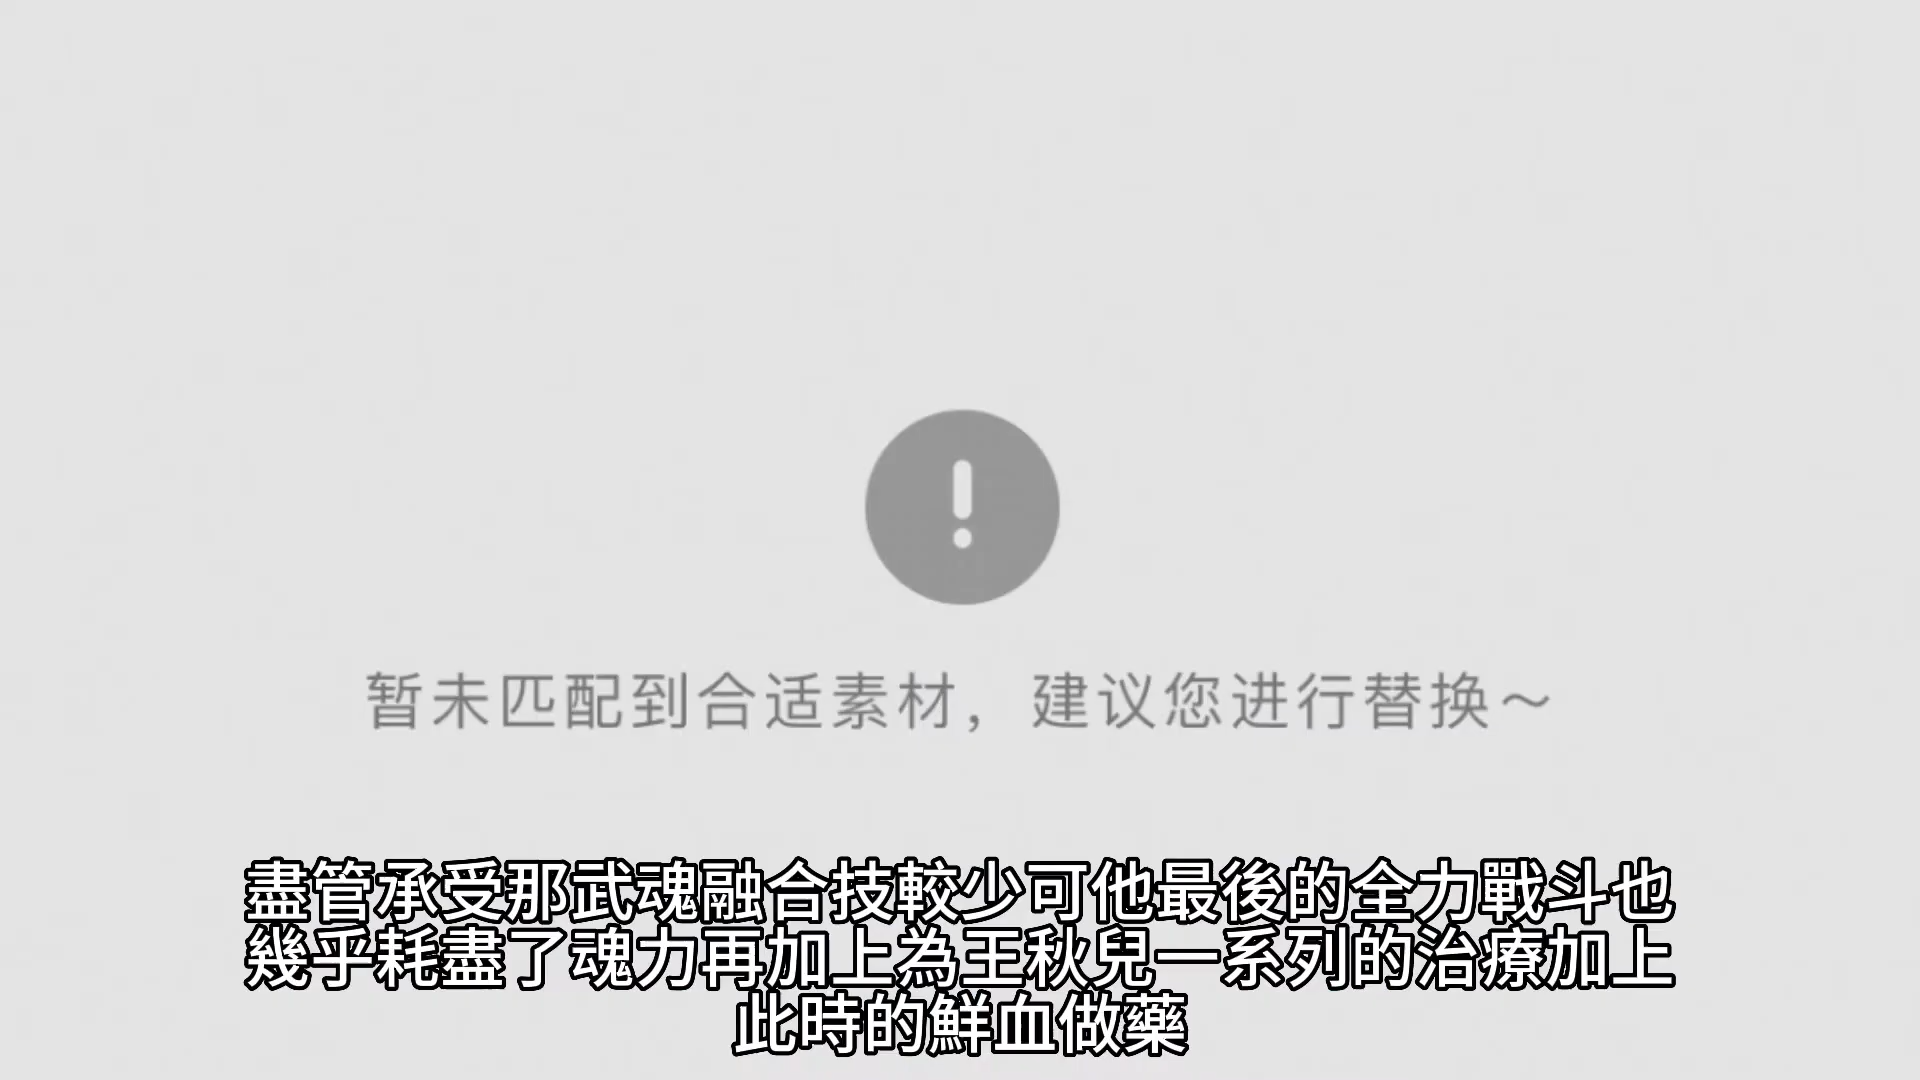 暂未匹配到合适素材，建议您进行替换～
盡管承受那武魂融合技較少可他最後的全力戰斗也
幾乎耗盡了魂力再加上為王秋兒一系列的治療加上
此時的鮮血做藥